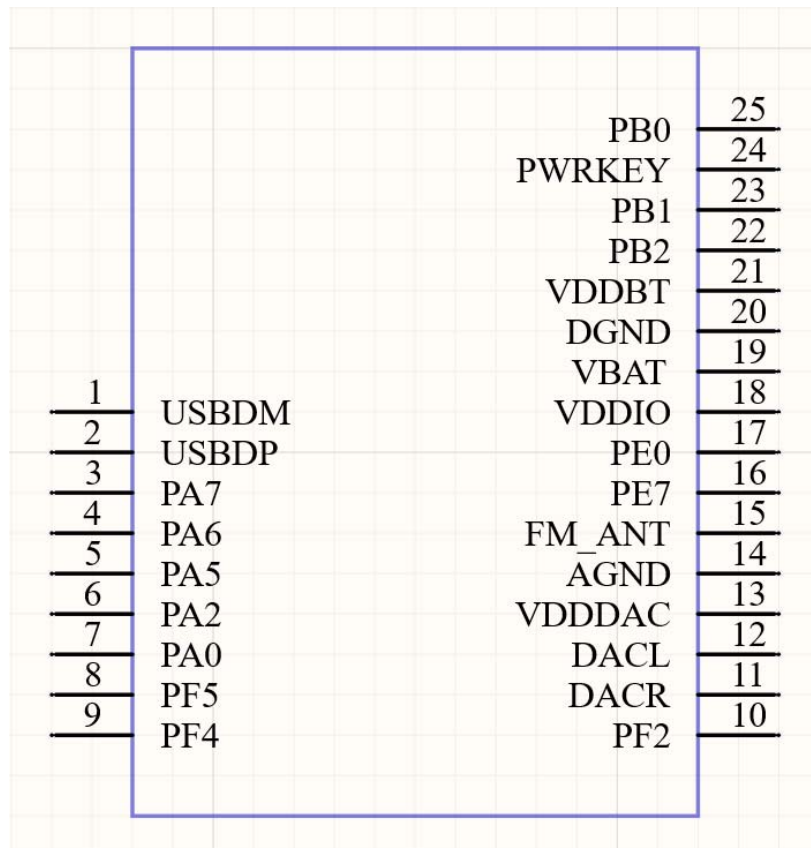 25
PB0
24
PWRKEY
23
PB1
22
PB2
21
VDDBT
20
DGND
19
VBAT
1
18
USBDM
VDDIO
2
17
USBDP
PE0
3
16
PA7
PE7
4
15
PA6
FM_ANT
5
14
PA5
AGND
6
13
PA2
VDDDAC
7
12
PA0
DACL
8
11
PF5
DACR
9
10
PF4
PF2